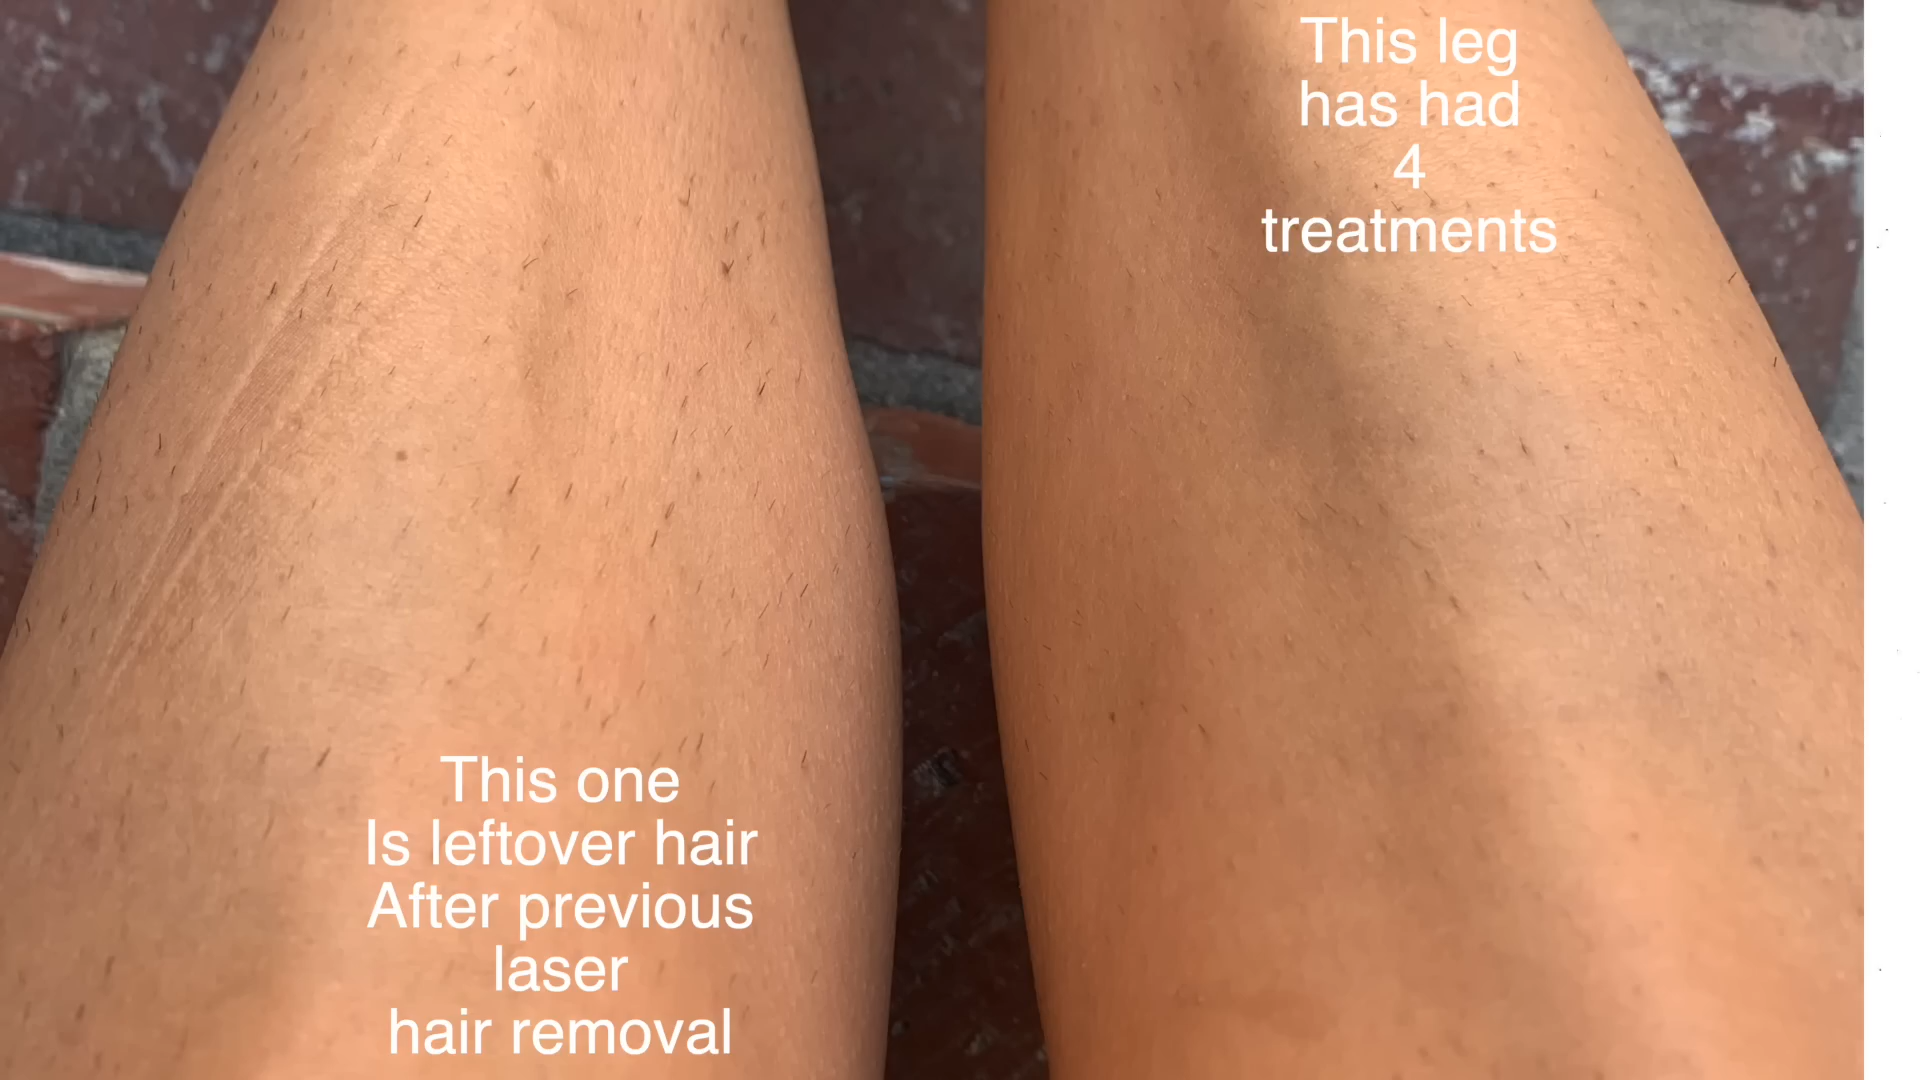 This leg
has had
4
treatments
This one
Is leftover hair
After previous
laser
hair removal